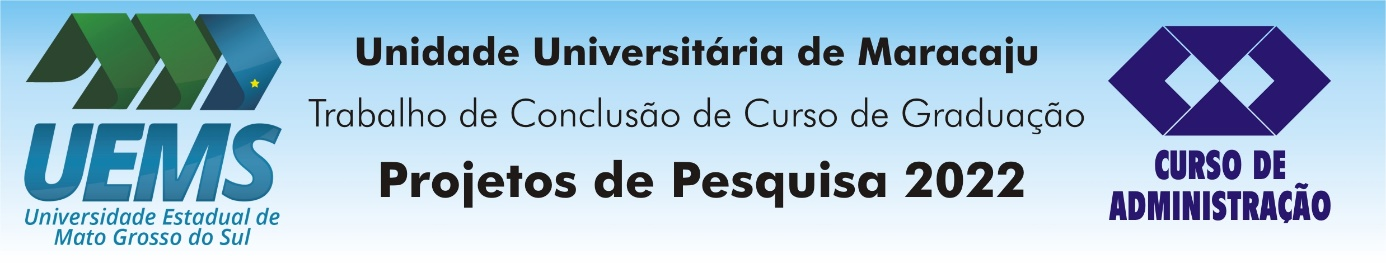 UEMS
Universidade Estadual de
Mato Grosso do Sul
Unidade Universitária de Maracaju
Trabalho de Conclusão de Curso de Graduação
Projetos de Pesquisa 2022
CURSO DE
ADMINISTRAÇÃO